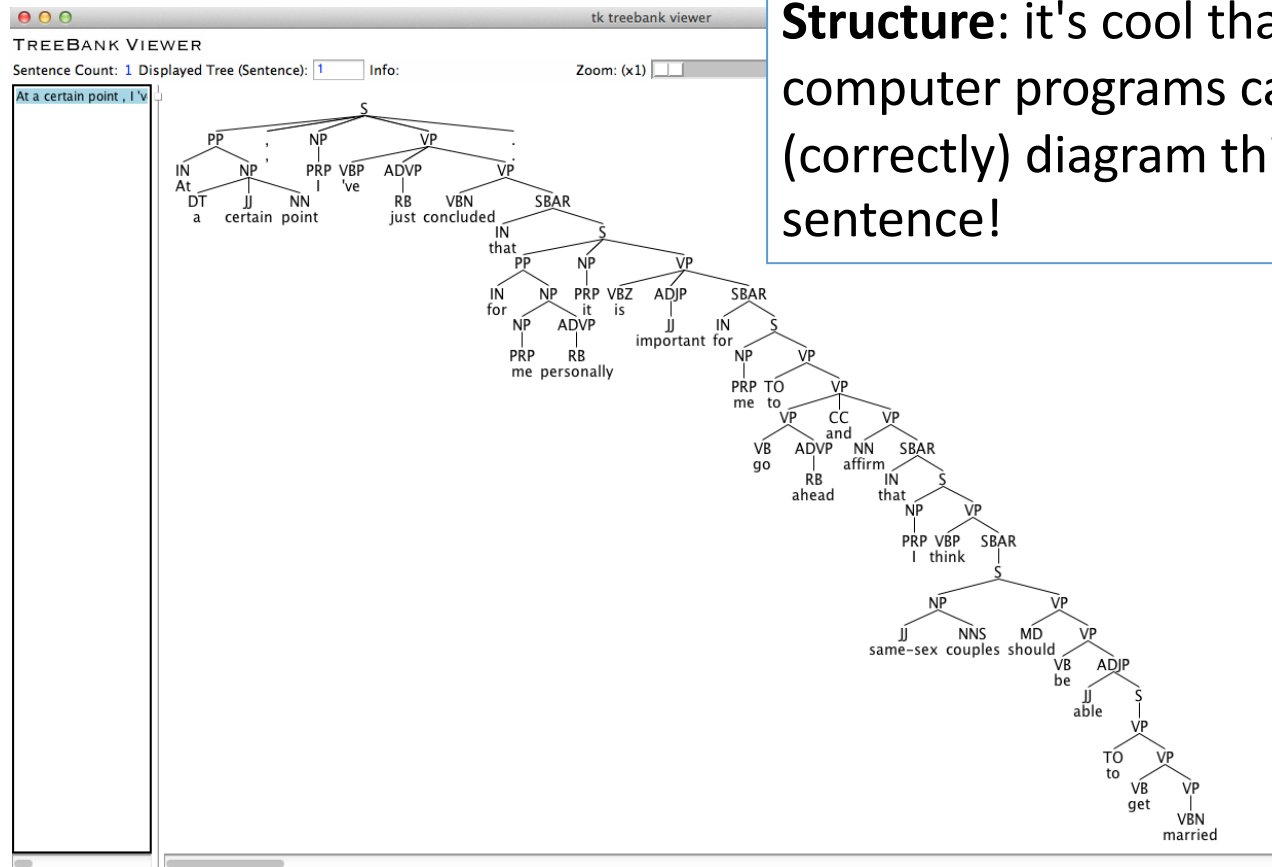 tk treebank viewer
TREEBANK VIEWER
Sentence Count: 1 Displayed Tree (Sentence): 1 Info: Zoom: (x1)
At a certain point , I 'v
Structure: it's cool tha
computer programs ca
(correctly) diagram thi
sentence!
S
PP , NP VP .
, .
IN NP PRP VBP ADVP VP
At I 've
DT JJ NN RB VBN SBAR
a certain point just concluded
IN S
that
PP NP VP
IN NP PRP VBZ ADJP SBAR
for it is
NP ADVP JJ IN S
important for
PRP RB NP VP
me personally
PRP TO VP
me to
VP CC VP
and
VB ADVP NN SBAR
go affirm
RB IN S
ahead that
NP VP
PRP VBP SBAR
I think
S
NP VP
JJ NNS MD VP
same-sex couples should
VB ADJP
be
JJ S
able
VP
TO VP
to
VB VP
get
VBN
married